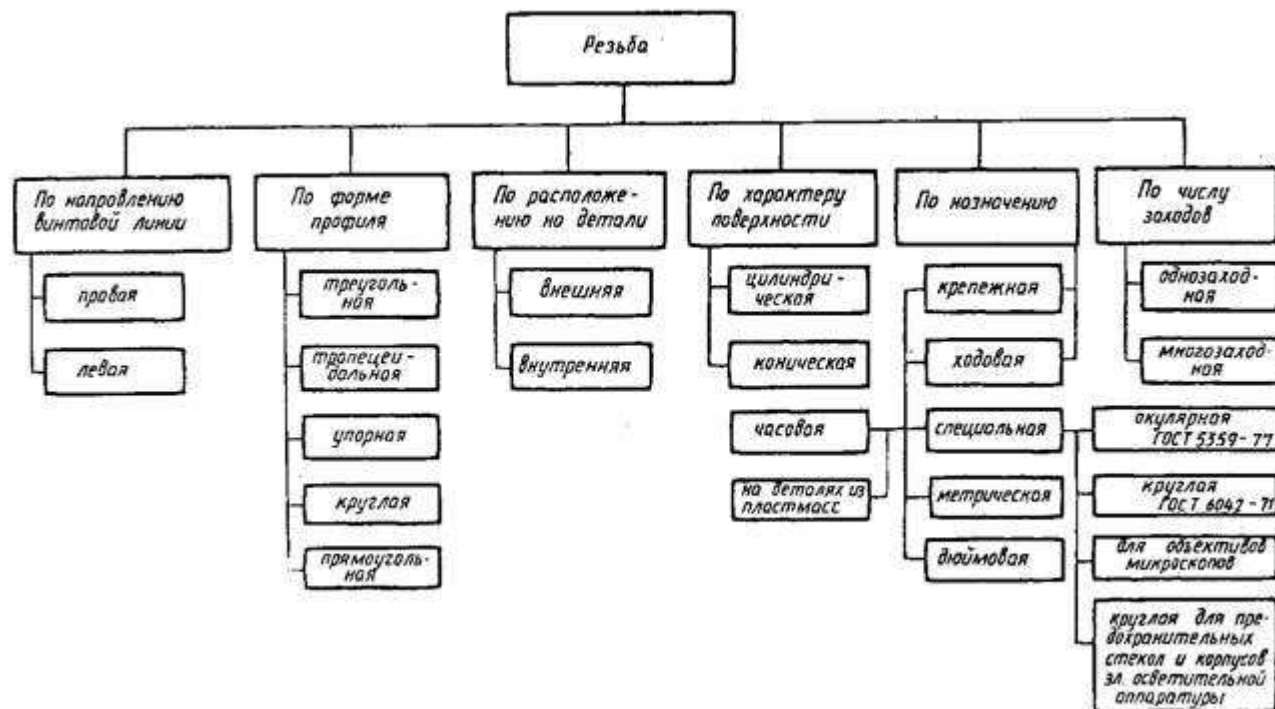 Резьба
По направлению
винтовой линии
правая
левая
По форме
профиля
треуголь-
ная
трапецеи-
дальная
упорная
круглая
прямоуголь-
ная
По расположе-
нию на детали
внешняя
внутренняя
По характеру
поверхности
цилиндри-
ческая
коническая
часовая
на деталях из
пластмасс
По назначению
крепежная
ходовая
специальная
метрическая
дюймовая
По числу
заходов
однозаход-
ная
многозаход-
ная
окулярная
ГОСТ 5359-77
круглая
ГОСТ 6042-71
для объективов
микроскопов
круглая для пре-
дохранительных
стекол и корпусов
эл. осветительной
аппаратуры